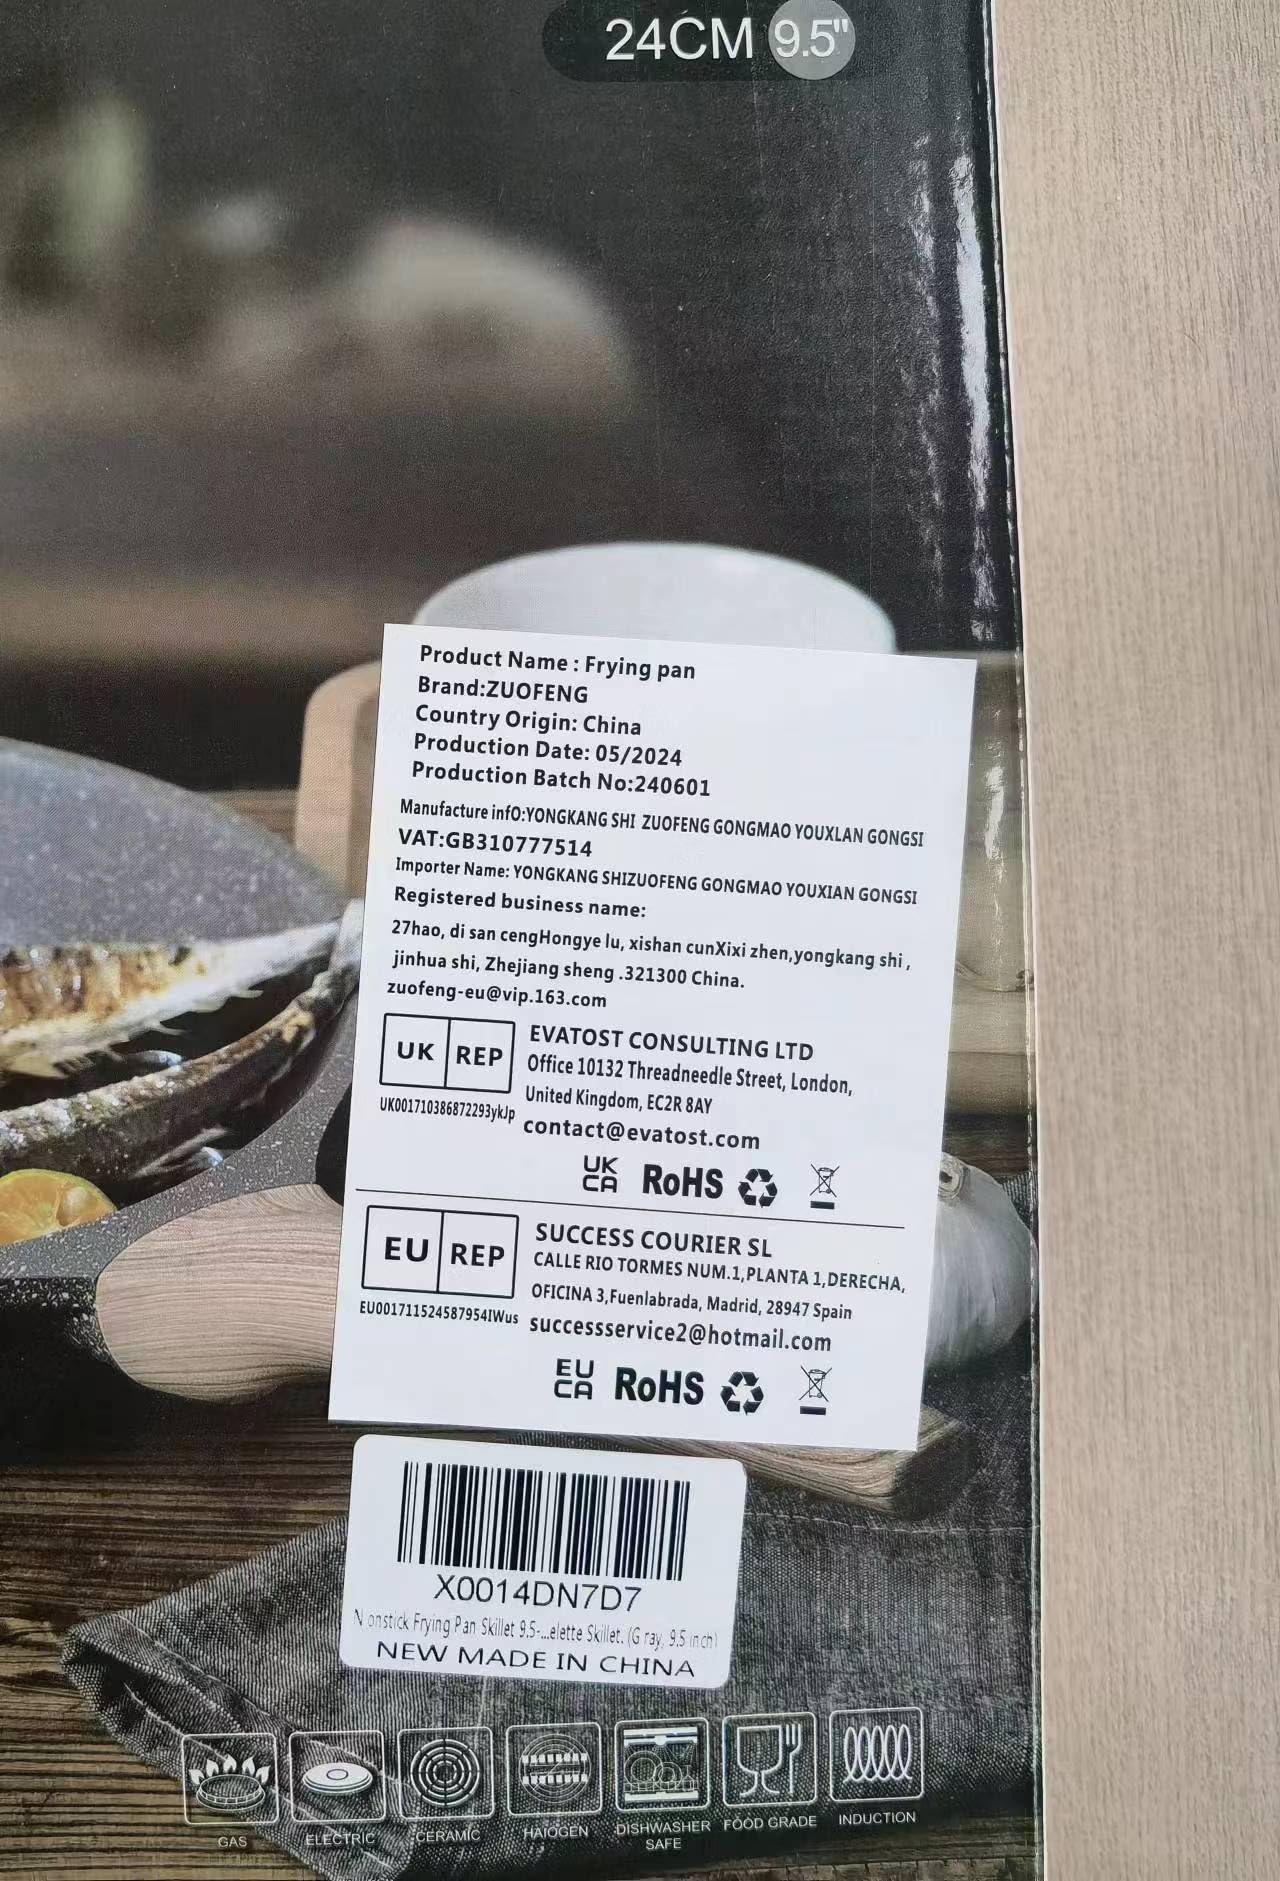 24CM 9.5"
Product Name : Frying pan
Brand:ZUOFENG
Country Origin: China
Production Date: 05/2024
Production Batch No:240601
Manufacture infO:YONGKANG SHI ZUOFENG GONGMAO YOUXLAN GONGSI
VAT:GB310777514
Importer Name: YONGKANG SHIZUOFENG GONGMAO YOUXIAN GONGSI
Registered business name:
27hao, di san cengHongye lu, xishan cunXixi zhen,yongkang shi ,
jinhua shi, Zhejiang sheng .321300 China.
zuofeng-eu@vip.163.com
UK REP
UK001710386872293ykJp
EVATOST CONSULTING LTD
Office 10132 Threadneedle Street, London,
United Kingdom, EC2R 8AY
contact@evatost.com
UK
CA RoHS
EU REP
EU001711524587954IWus
SUCCESS COURIER SL
CALLE RIO TORMES NUM.1,PLANTA 1,DERECHA,
OFICINA 3,Fuenlabrada, Madrid, 28947 Spain
successservice2@hotmail.com
EU
CA RoHS
X0014DN7D7
Nonstick Frying Pan Skillet 9.5-...elette Skillet. (Gray, 9.5 inch)
NEW MADE IN CHINA
GAS ELECTRIC CERAMIC HAIOGEN DISHWASHER FOOD GRADE INDUCTION
SAFE